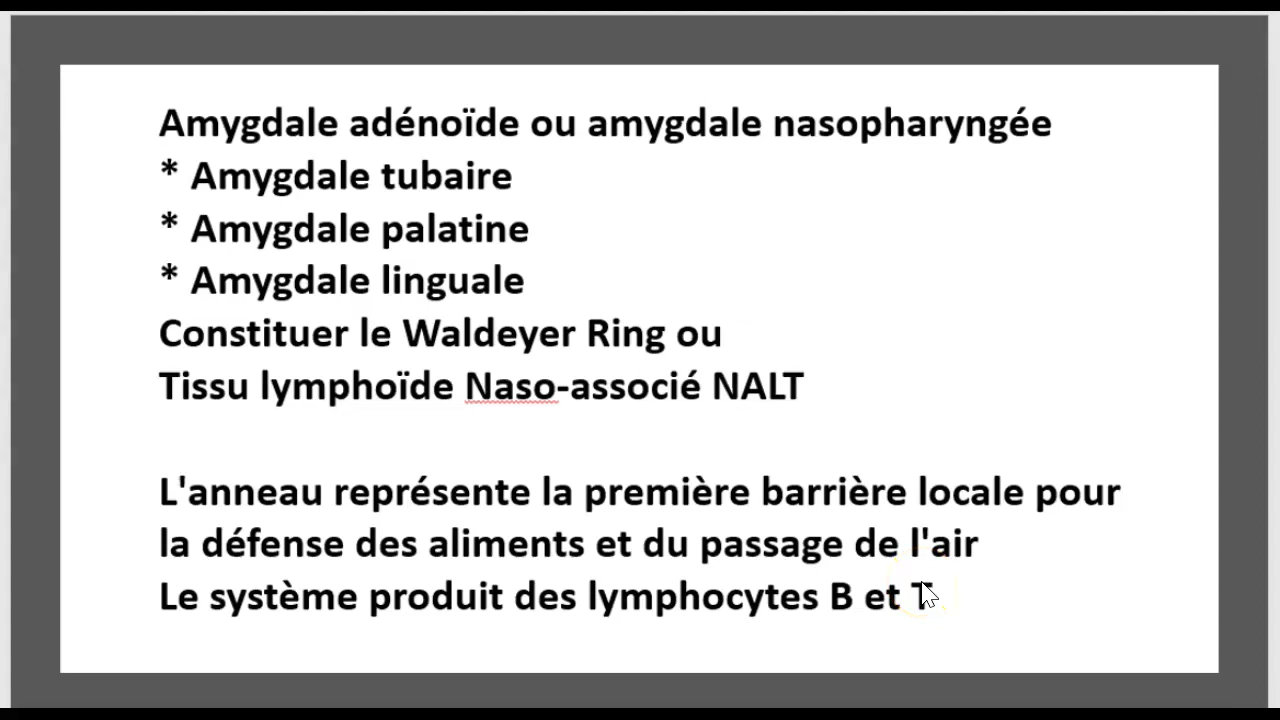 Amygdale adénoïde ou amygdale nasopharyngée
* Amygdale tubaire
* Amygdale palatine
* Amygdale linguale
Constituer le Waldeyer Ring ou
Tissu lymphoïde Naso-associé NALT
L'anneau représente la première barrière locale pour
la défense des aliments et du passage de l'air
Le système produit des lymphocytes B et T